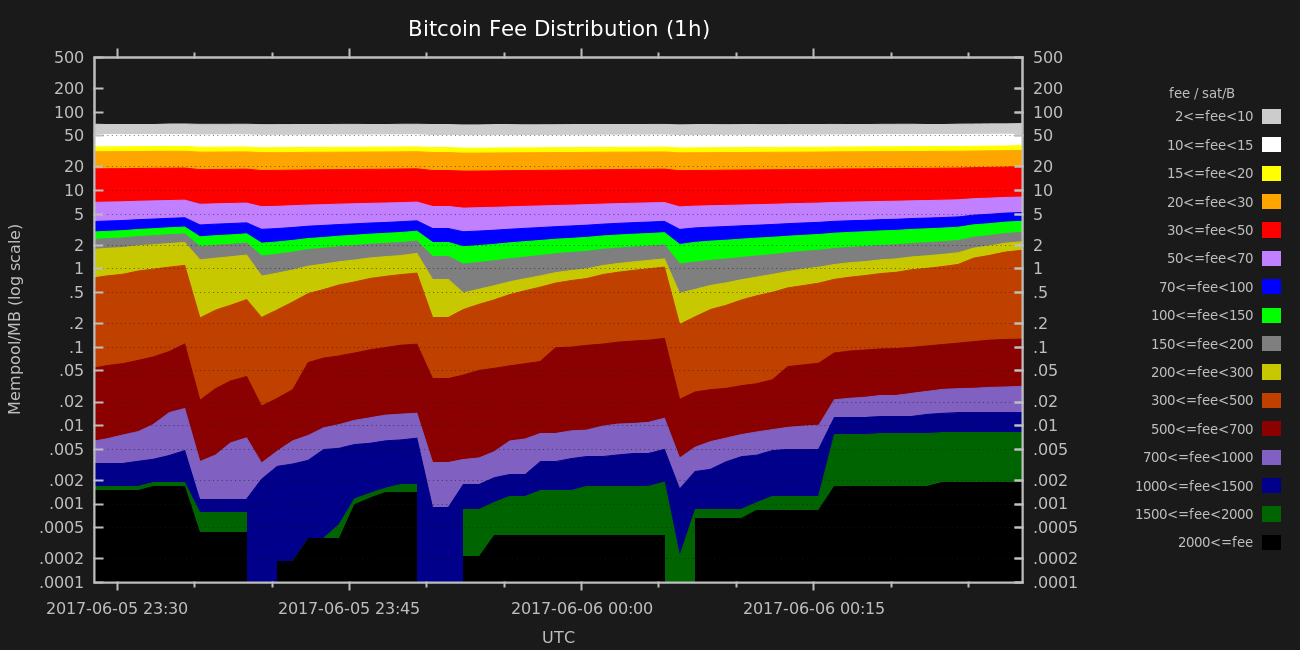 Bitcoin Fee Distribution (1h)
500
200
100
50
20
10
5
2
1
.5
.2
.1
.05
.02
.01
.005
.002
.001
.0005
.0002
.0001
Mempool/MB (log scale)
500
200
100
50
20
10
5
2
1
.5
.2
.1
.05
.02
.01
.005
.002
.001
.0005
.0002
.0001
2017-06-05 23:30
2017-06-05 23:45
2017-06-06 00:00
2017-06-06 00:15
UTC
fee / sat/B
2<=fee<10
10<=fee<15
15<=fee<20
20<=fee<30
30<=fee<50
50<=fee<70
70<=fee<100
100<=fee<150
150<=fee<200
200<=fee<300
300<=fee<500
500<=fee<700
700<=fee<1000
1000<=fee<1500
1500<=fee<2000
2000<=fee